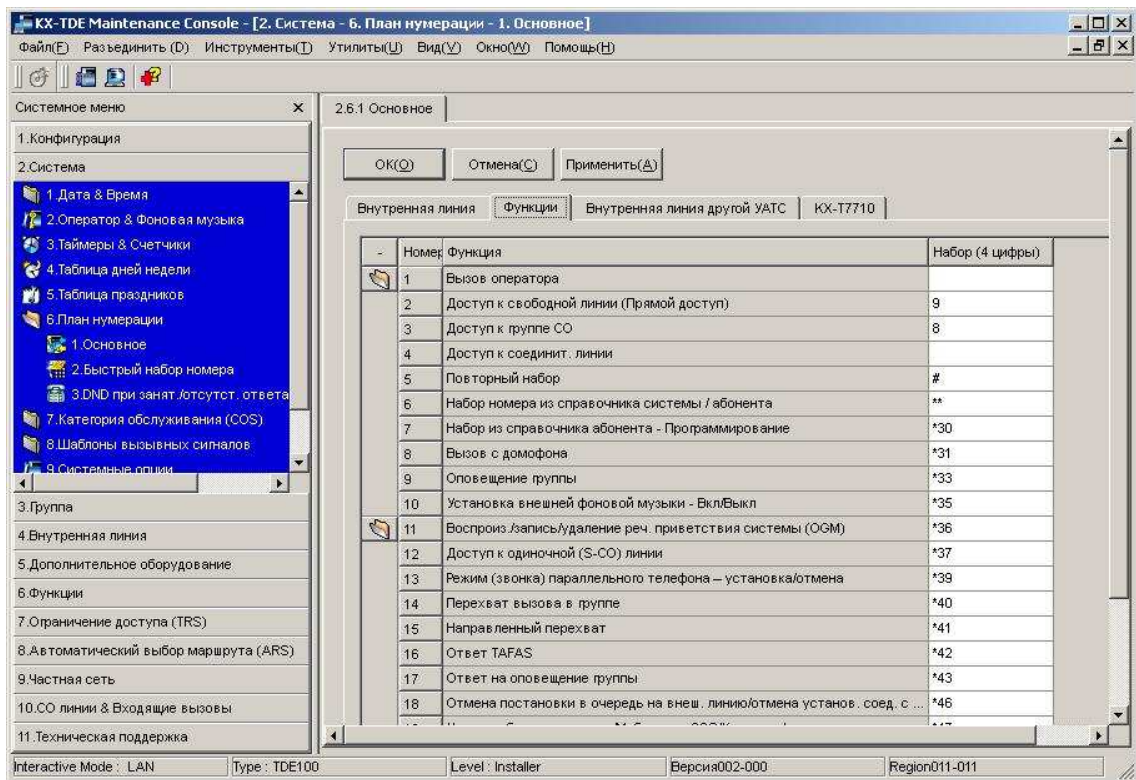 KX-TDE Maintenance Console - [2. Система - 6. План нумерации - 1. Основное]
Файл(F) Разъединить (D) Инструменты(T) Утилиты(U) Вид(V) Окно(W) Помощь(H)
Системное меню
1.Конфигурация
2.Система
1.Дата & Время
2.Оператор & Фоновая музыка
3.Таймеры & Счетчики
4.Таблица дней недели
5.Таблица праздников
6.План нумерации
1.Основное
2.Быстрый набор номера
3.DND при занят./отсутст. ответа
7.Категория обслуживания (COS)
8.Шаблоны вызывных сигналов
9.Системные опции
3.Группа
4.Внутренняя линия
5.Дополнительное оборудование
6.Функции
7.Ограничение доступа (TRS)
8.Автоматический выбор маршрута (ARS)
9.Частная сеть
10.CO линии & Входящие вызовы
11.Техническая поддержка
2.6.1 Основное
ОК(O) Отмена(C) Применить(A)
Внутренняя линия Функции Внутренняя линия другой УАТС KX-T7710
- Номер Функция Набор (4 цифры)
1 Вызов оператора
2 Доступ к свободной линии (Прямой доступ) 9
3 Доступ к группе CO 8
4 Доступ к соединит. линии
5 Повторный набор #
6 Набор номера из справочника системы / абонента **
7 Набор из справочника абонента - Программирование *30
8 Вызов с домофона *31
9 Оповещение группы *33
10 Установка внешней фоновой музыки - Вкл/Выкл *35
11 Воспроиз./запись/удаление реч. приветствия системы (OGM) *36
12 Доступ к одиночной (S-CO) линии *37
13 Режим (звонка) параллельного телефона – установка/отмена *39
14 Перехват вызова в группе *40
15 Направленный перехват *41
16 Ответ TAFAS *42
17 Ответ на оповещение группы *43
18 Отмена постановки в очередь на внеш. линию/отмена установ. соед. с ... *46
Interactive Mode : LAN Type : TDE100 Level : Installer Версия002-000 Region011-011